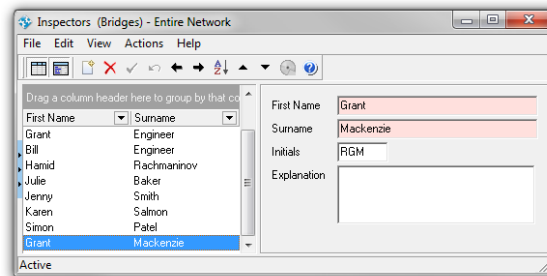 Inspectors (Bridges) - Entire Network
File Edit View Actions Help
Drag a column header here to group by that co
First Name Surname
Grant Engineer
Bill Engineer
Hamid Rachmaninov
Julie Baker
Jenny Smith
Karen Salmon
Simon Patel
Grant Mackenzie
First Name Grant
Surname Mackenzie
Initials RGM
Explanation
Active